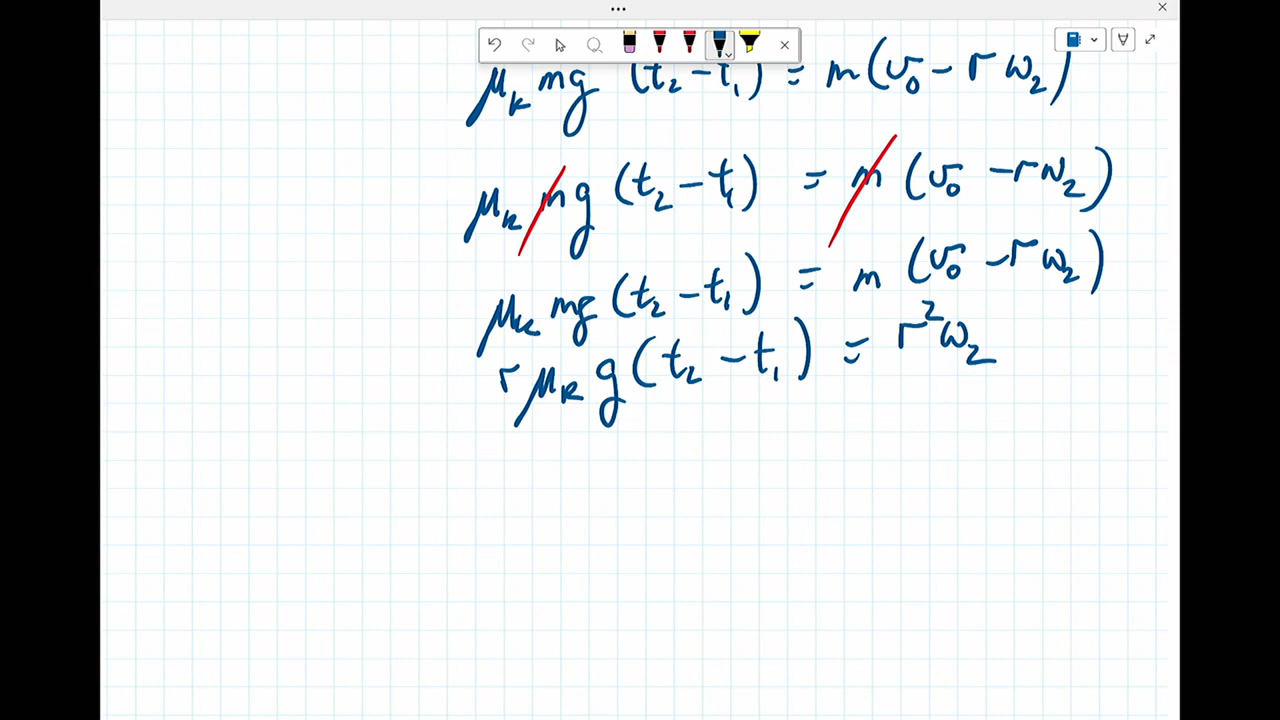 μₖ mg (t₂ − t₁) = m(v₀ − r ω₂)
μₖ mg (t₂ − t₁) = m (v₀ − rω₂)
μₖ mg (t₂ − t₁) = m (v₀ − rω₂)
r μₖ g(t₂ − t₁) = r²ω₂